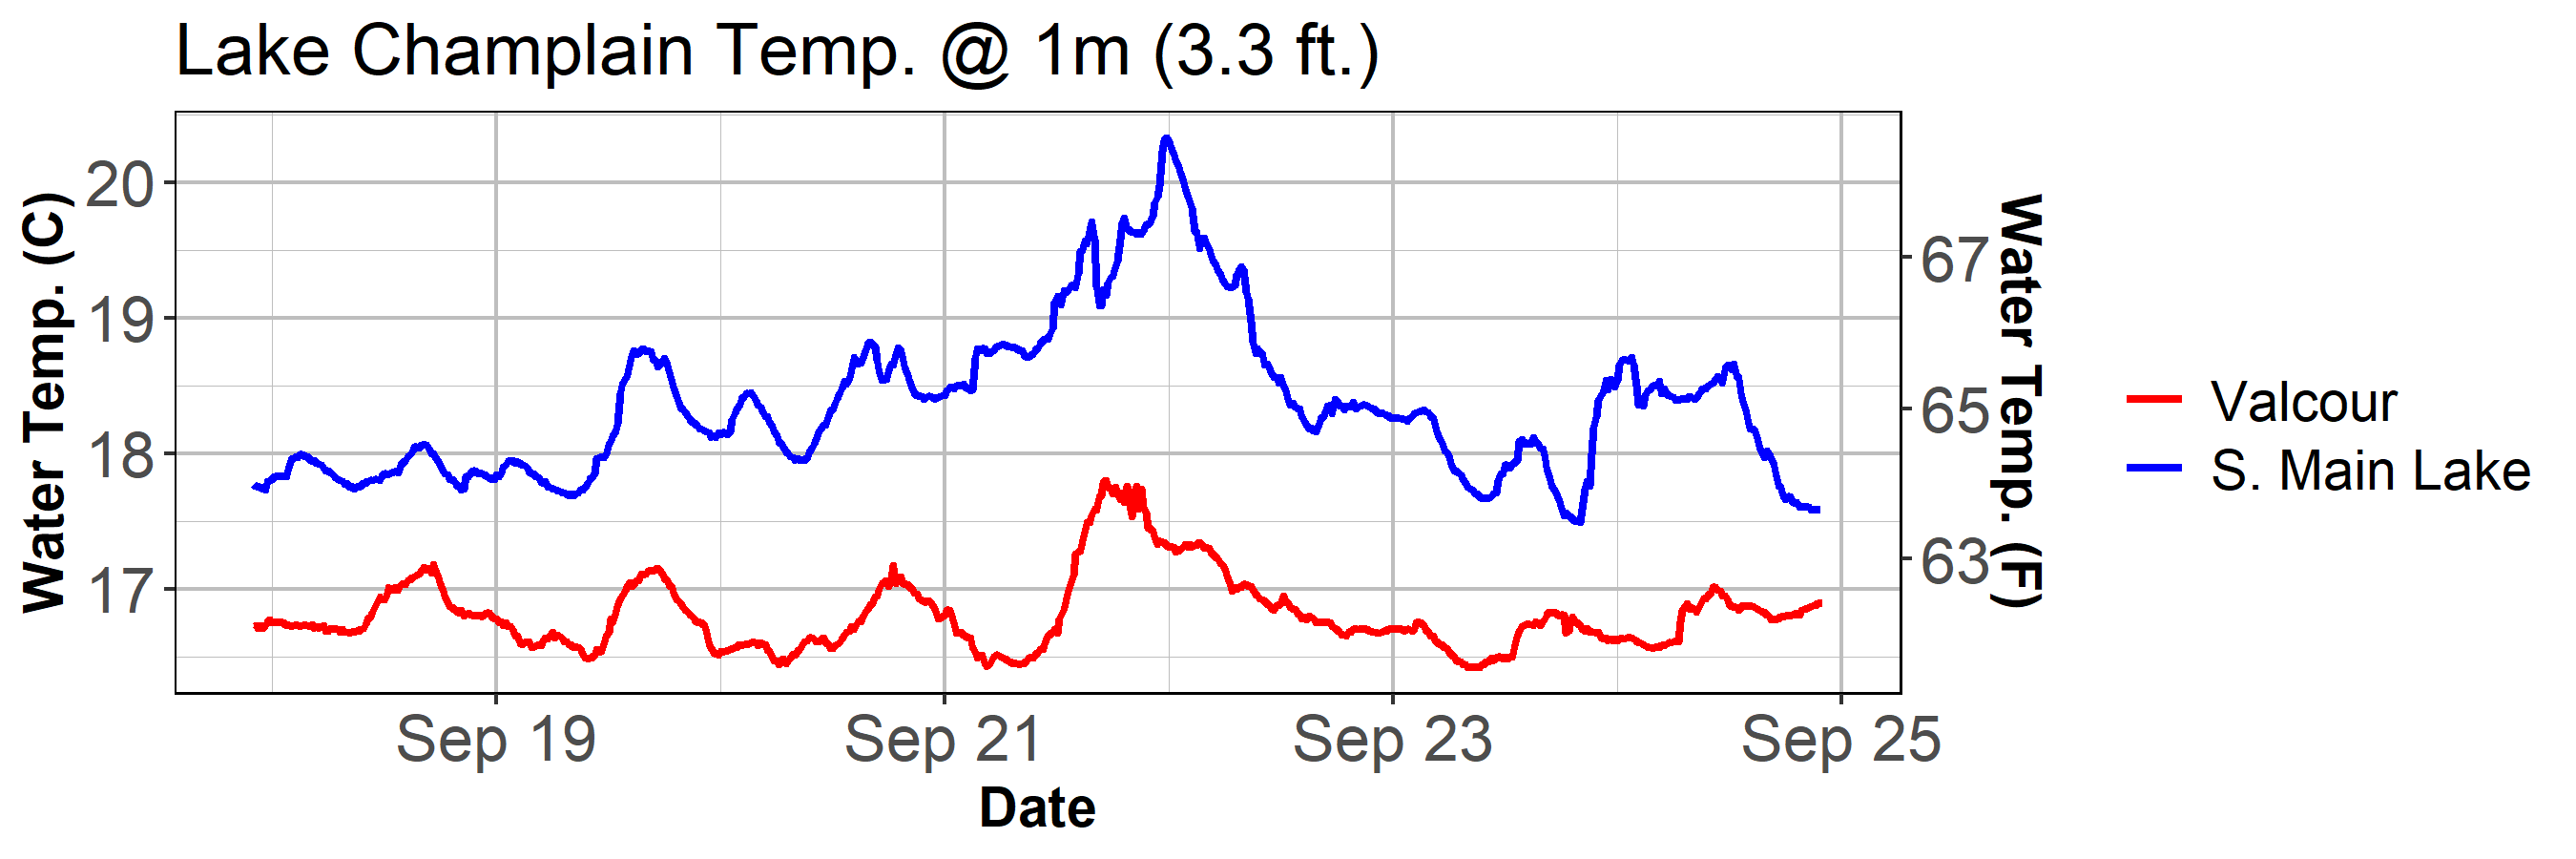 Lake Champlain Temp. @ 1m (3.3 ft.)
Water Temp. (C)
20
19
18
17
67
65
63
Water Temp. (F)
Sep 19
Sep 21
Sep 23
Sep 25
Date
Valcour
S. Main Lake